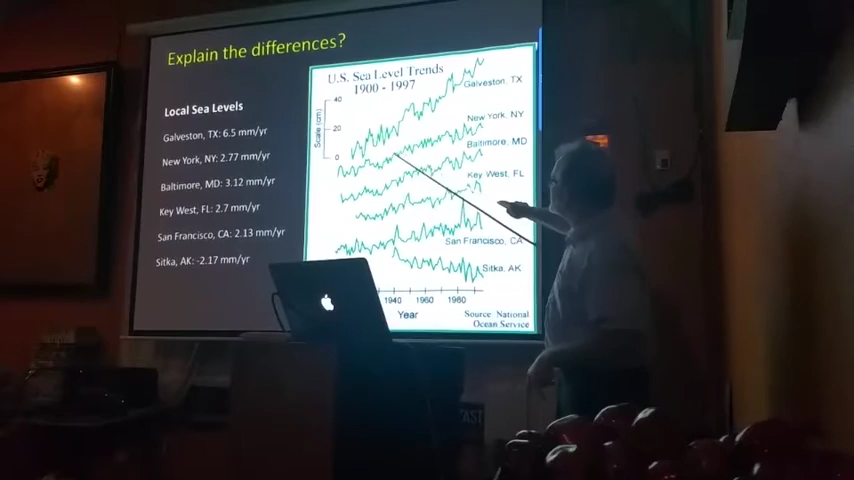 Explain the differences?
Local Sea Levels
Galveston, TX: 6.5 mm/yr
New York, NY: 2.77 mm/yr
Baltimore, MD: 3.12 mm/yr
Key West, FL: 2.7 mm/yr
San Francisco, CA: 2.13 mm/yr
Sitka, AK: -2.17 mm/yr
U.S. Sea Level Trends
1900 - 1997
Scale (cm)
40
20
0
Galveston, TX
New York, NY
Baltimore, MD
Key West, FL
San Francisco, CA
Sitka, AK
1940 1960 1980
Year
Source: National
Ocean Service